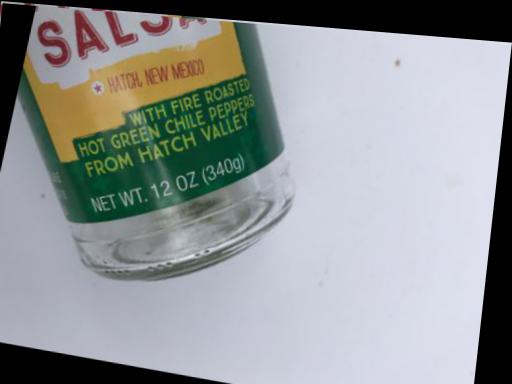 SALSA
HATCH, NEW MEXICO
WITH FIRE ROASTED
HOT GREEN CHILE PEPPERS
FROM HATCH VALLEY
NET WT. 12 OZ (340g)